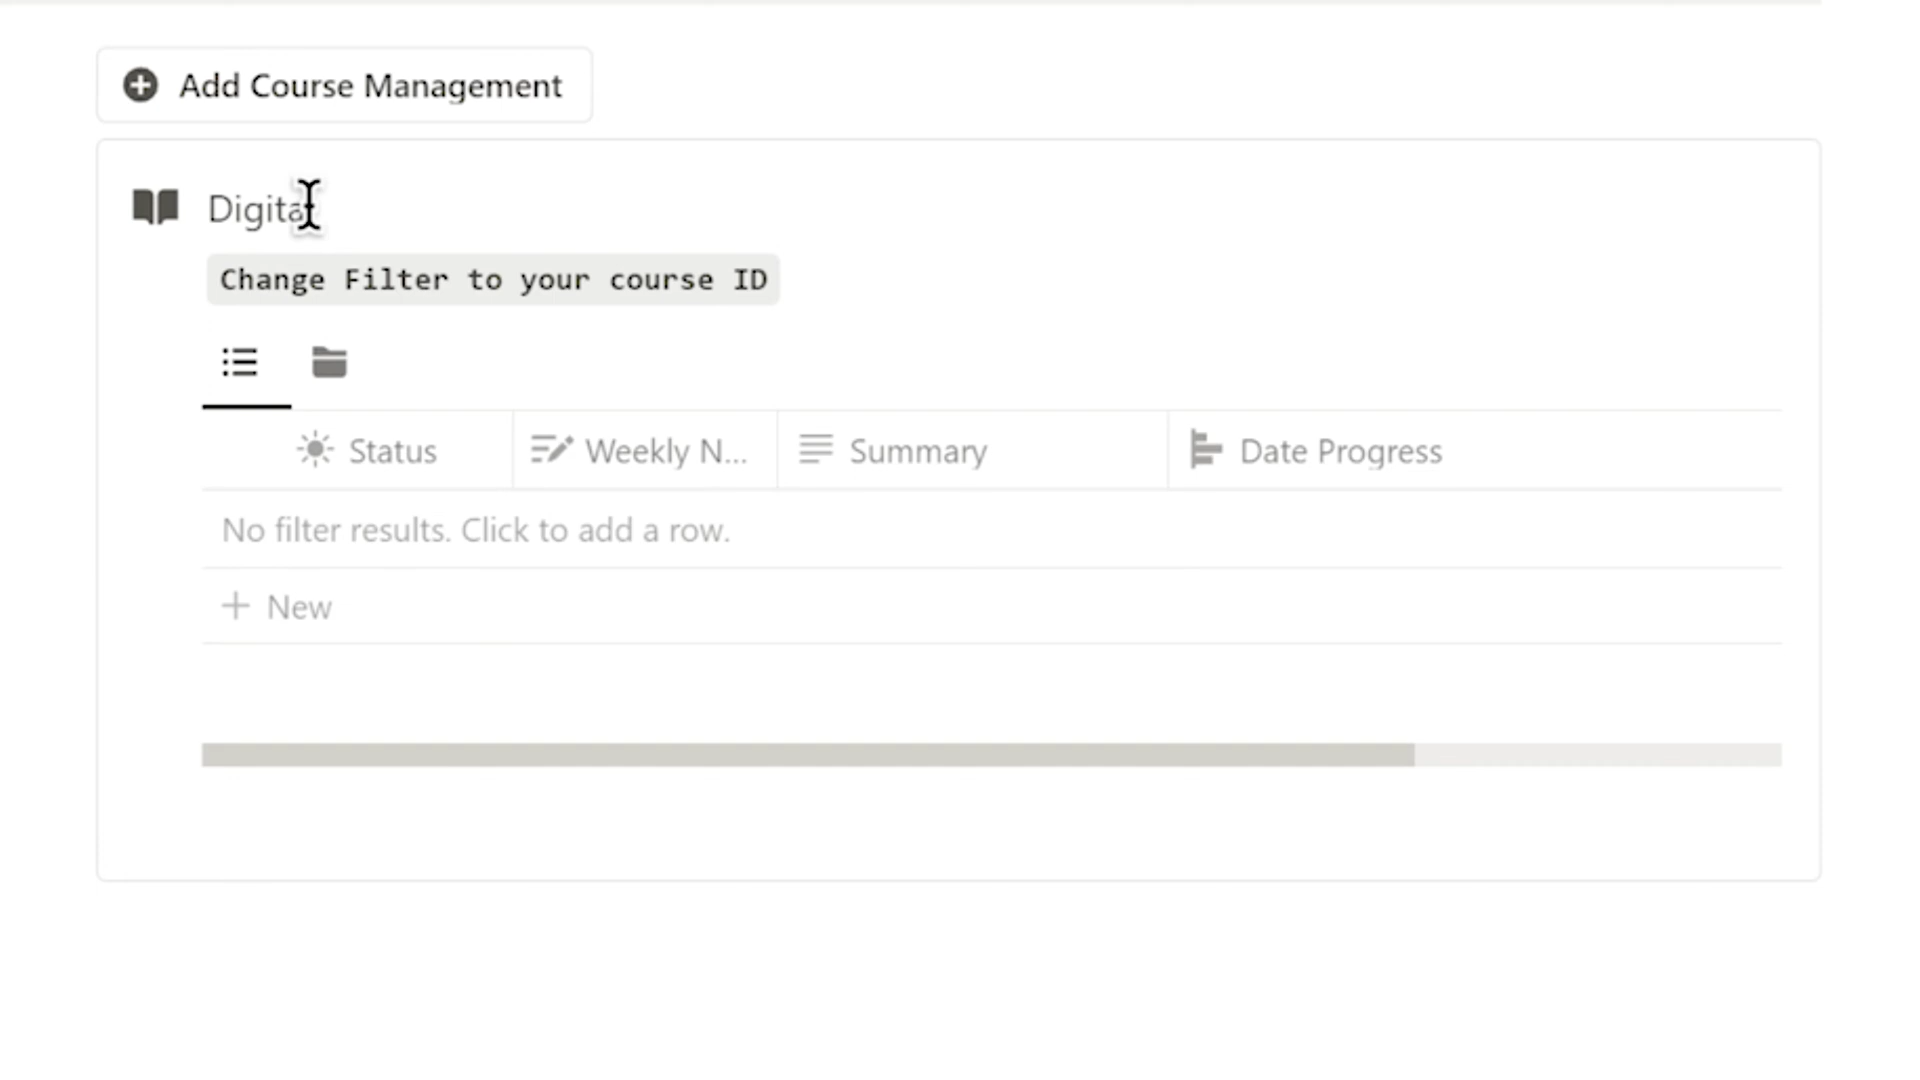 Add Course Management
Digital
Change Filter to your course ID
Status Weekly N... Summary Date Progress
No filter results. Click to add a row.
+ New